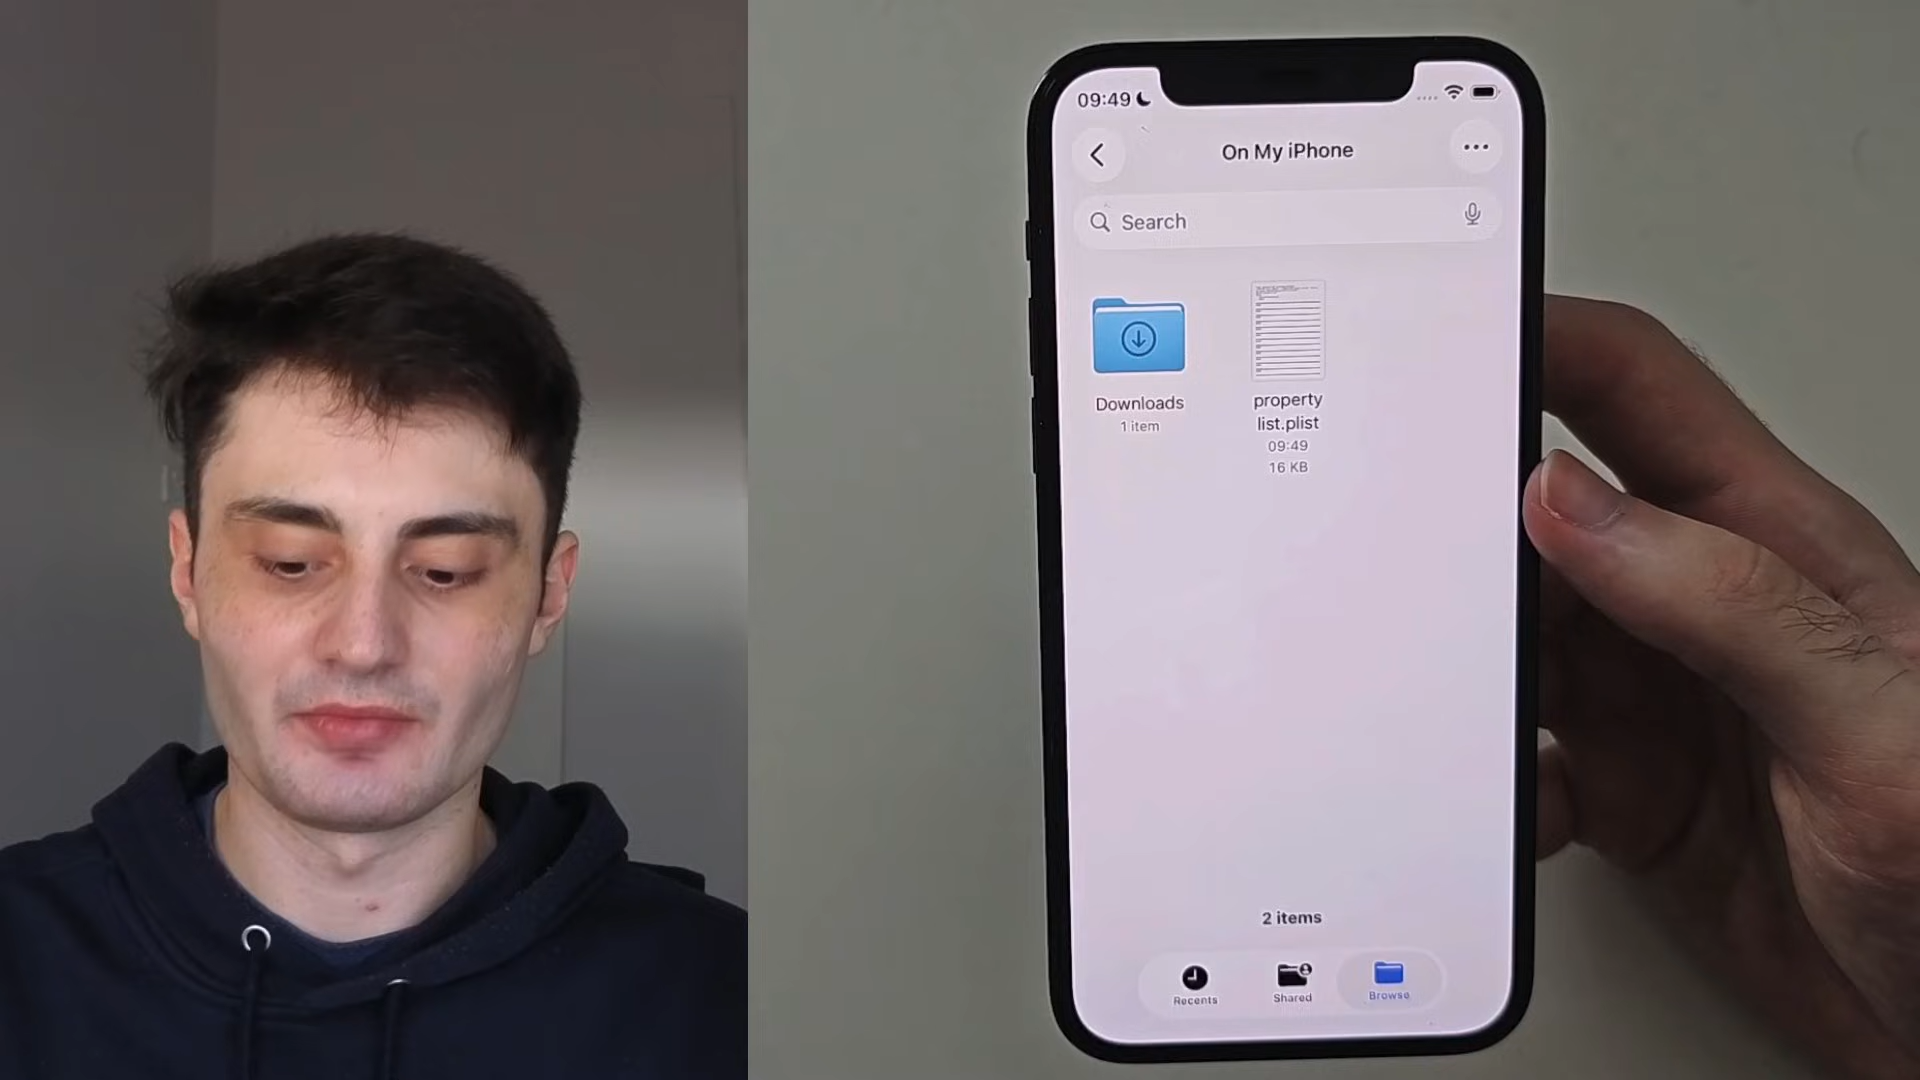 09:49
On My iPhone
Search
Downloads
1 item
property
list.plist
09:49
16 KB
2 items
Recents
Shared
Browse